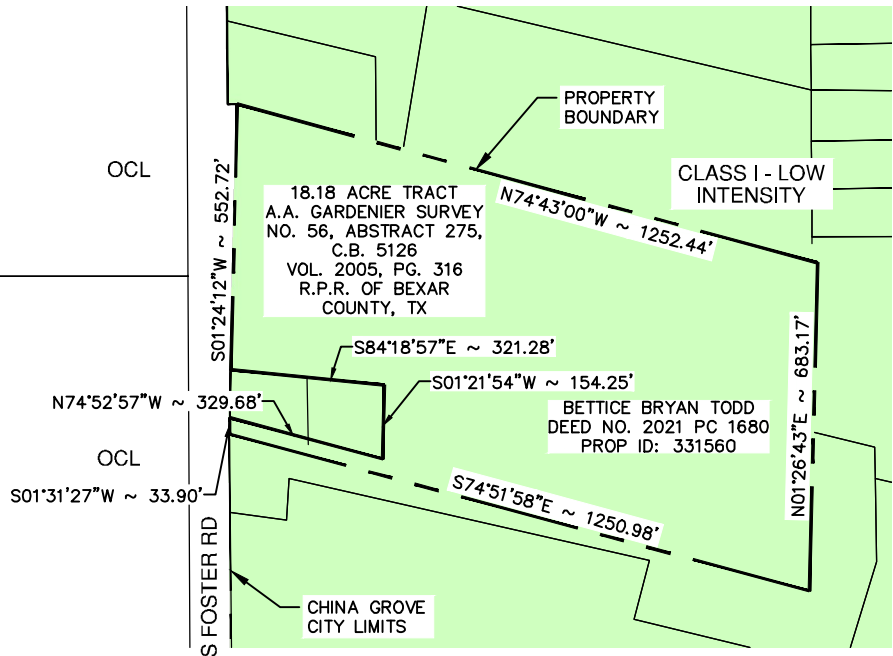 PROPERTY
BOUNDARY
OCL
CLASS I - LOW
INTENSITY
18.18 ACRE TRACT
A.A. GARDENIER SURVEY
NO. 56, ABSTRACT 275,
C.B. 5126
VOL. 2005, PG. 316
R.P.R. OF BEXAR
COUNTY, TX
N74°43'00"W ~ 1252.44'
S01°24'12"W ~ 552.72'
S84°18'57"E ~ 321.28'
S01°21'54"W ~ 154.25'
N74°52'57"W ~ 329.68'
BETTICE BRYAN TODD
DEED NO. 2021 PC 1680
PROP ID: 331560
N01°26'43"E ~ 683.17'
OCL
S01°31'27"W ~ 33.90'
S74°51'58"E ~ 1250.98'
S FOSTER RD
CHINA GROVE
CITY LIMITS